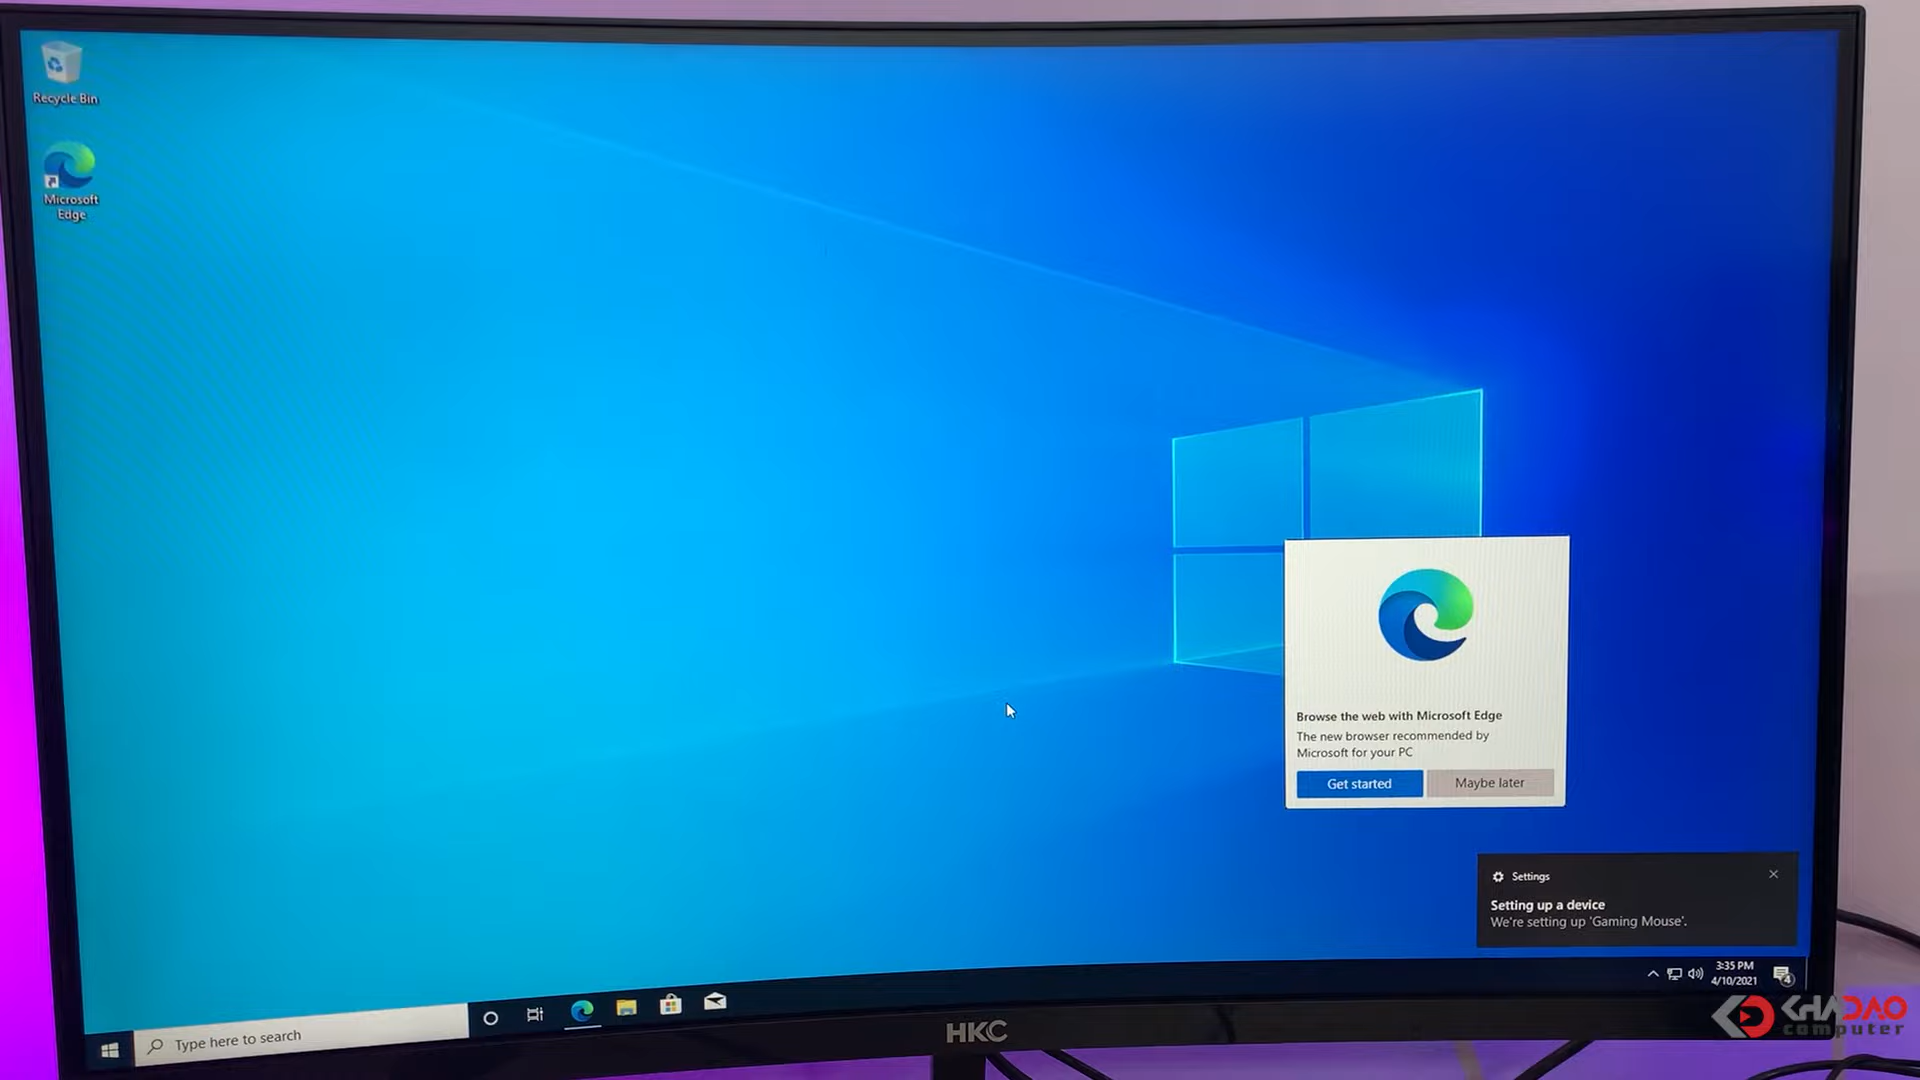 Recycle Bin
Microsoft
Edge
Browse the web with Microsoft Edge
The new browser recommended by
Microsoft for your PC
Get started
Maybe later
Settings
Setting up a device
We're setting up 'Gaming Mouse'.
Type here to search
3:35 PM
4/10/2021
4
HKC
KHADAO
computer